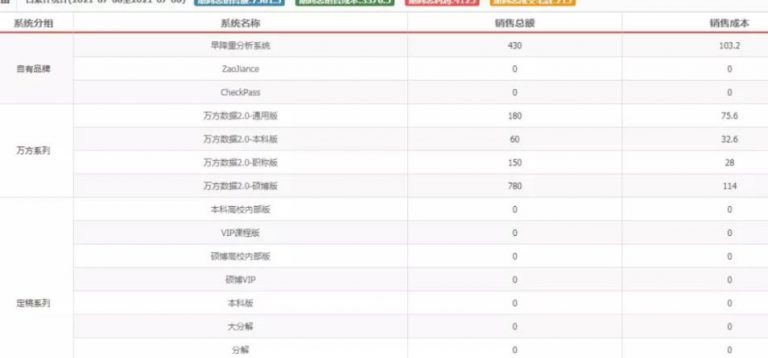 系统分组 系统名称 销售总额 销售成本
自有品牌
早降重分析系统 430 103.2
ZaoJiance 0 0
CheckPass 0 0
万方系列
万方数据2.0-通用版 180 75.6
万方数据2.0-本科版 60 32.6
万方数据2.0-职称版 150 28
万方数据2.0-硕博版 780 114
定稿系列
本科高校内部版 0 0
VIP课程版 0 0
硕博高校内部版 0 0
硕博VIP 0 0
本科版 0 0
大分解 0 0
分解 0 0